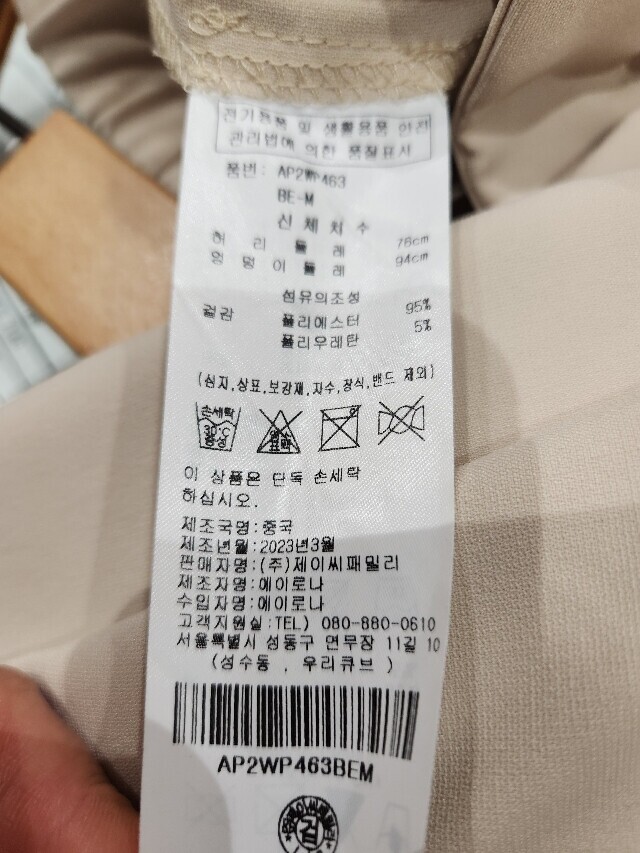 전기용품 및 생활용품 안전
관리법에 의한 품질표시
품번: AP2WP463
BE-M
신체치수
허리둘레 76cm
엉덩이둘레 94cm
섬유의조성
겉감 폴리에스터 95%
폴리우레탄 5%
(심지,상표,보강재,자수,장식,밴드 제외)
손세탁
30°C
중성
염소
표백
이 상품은 단독 손세탁
하십시오.
제조국명:중국
제조년월:2023년3월
판매자명:(주)제이씨패밀리
제조자명:에이로나
수입자명:에이로나
고객지원실:TEL) 080-880-0610
서울특별시 성동구 연무장 11길 10
(성수동 , 우리큐브 )
AP2WP463BEM
검